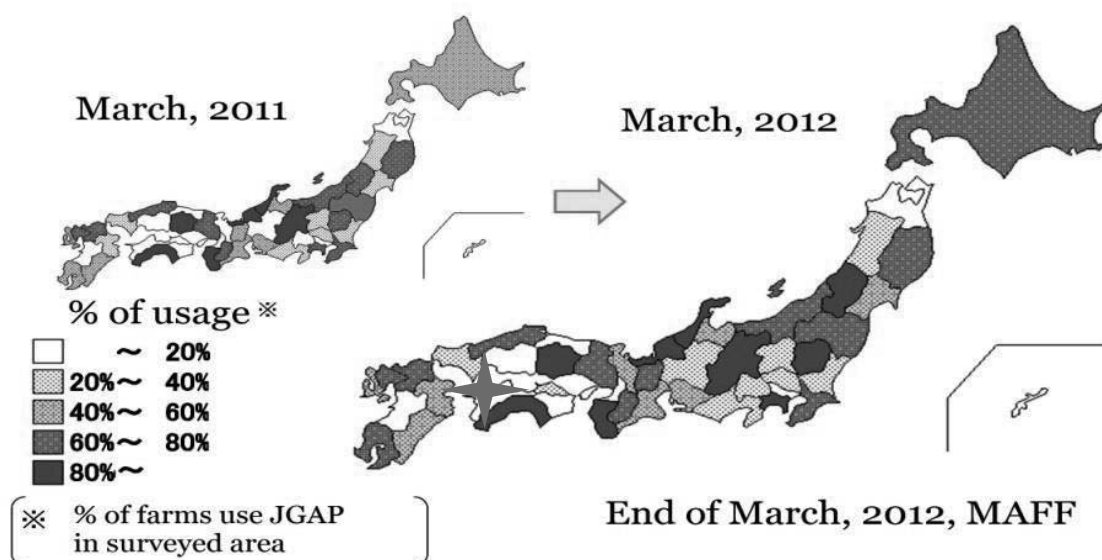 March, 2011
March, 2012
% of usage ※
～ 20%
20%～ 40%
40%～ 60%
60%～ 80%
80%～
※ % of farms use JGAP
in surveyed area
End of March, 2012, MAFF